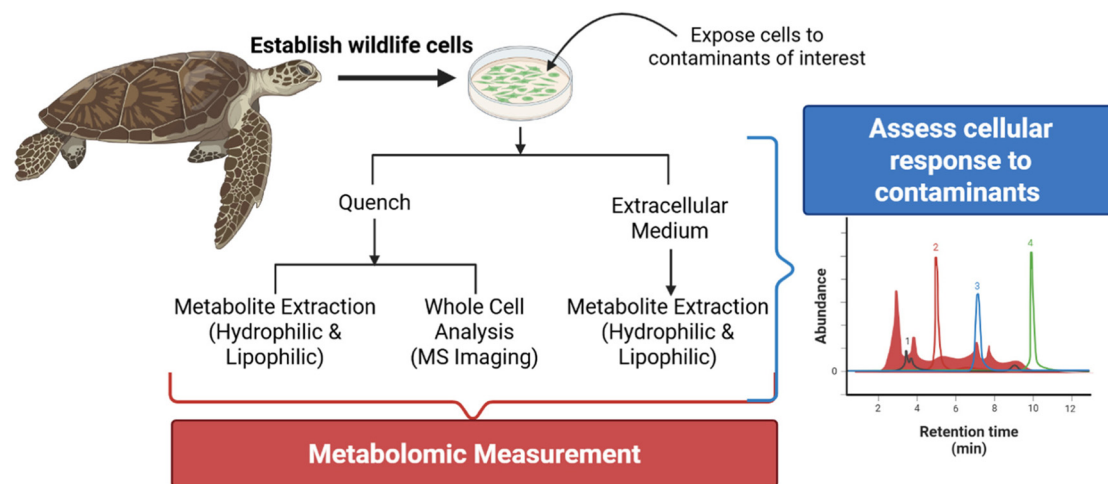 Establish wildlife cells
Expose cells to
contaminants of interest
Quench
Extracellular
Medium
Metabolite Extraction
(Hydrophilic &
Lipophilic)
Whole Cell
Analysis
(MS Imaging)
Metabolite Extraction
(Hydrophilic &
Lipophilic)
Metabolomic Measurement
Assess cellular
response to
contaminants
Abundance
0
1
2
3
4
2 4 6 8 10 12
Retention time
(min)